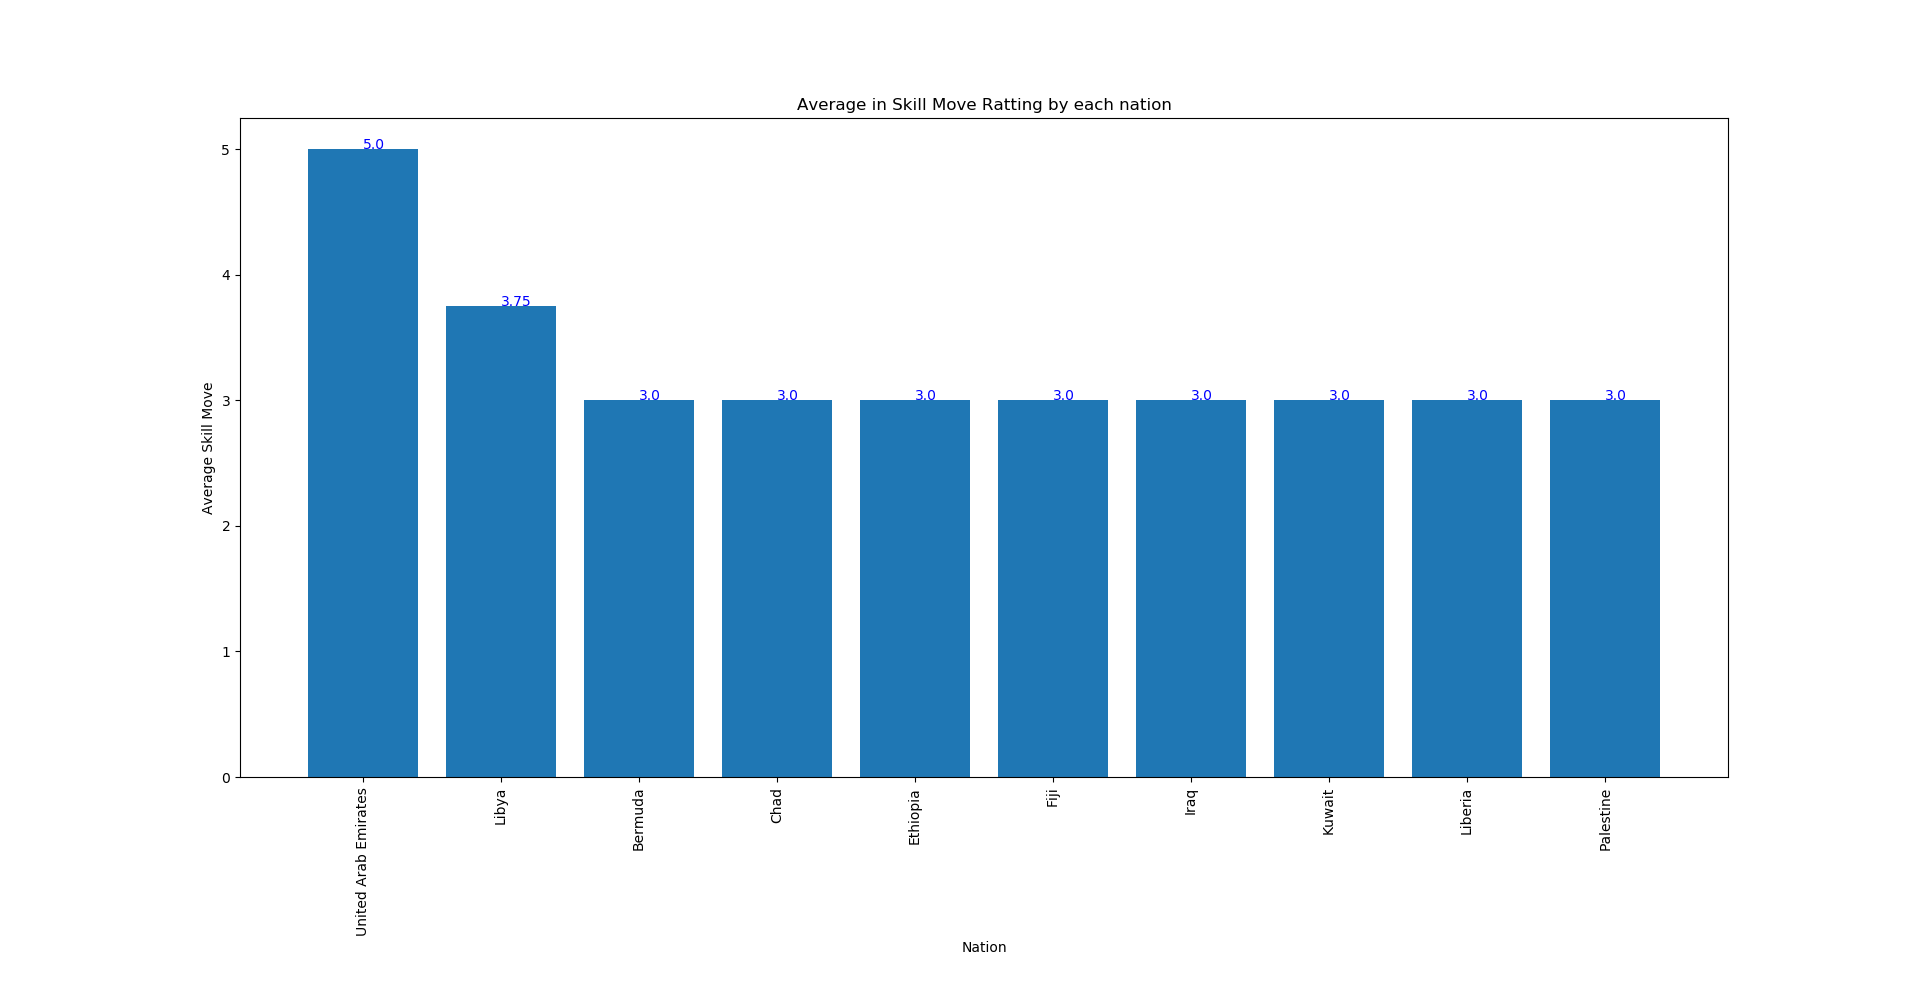 Average in Skill Move Ratting by each nation
5.0
3.75
3.0
3.0
3.0
3.0
3.0
3.0
3.0
3.0
5
4
3
2
1
0
Average Skill Move
United Arab Emirates
Libya
Bermuda
Chad
Ethiopia
Fiji
Iraq
Kuwait
Liberia
Palestine
Nation